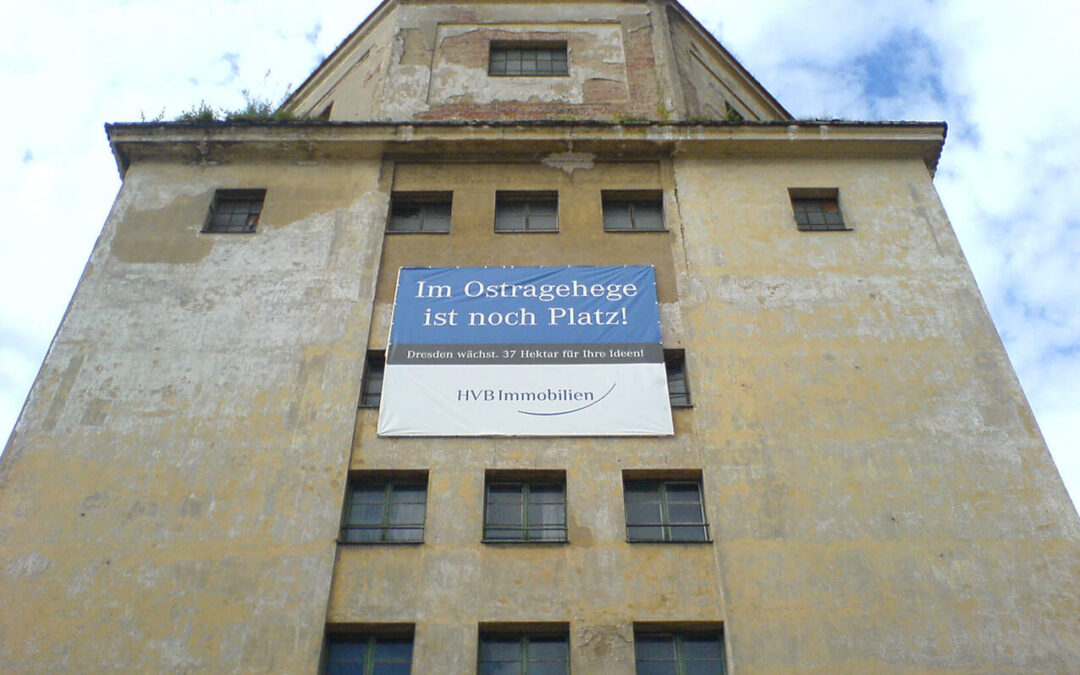 Im Ostragehege
ist noch Platz!
Dresden wächst. 37 Hektar für Ihre Ideen!
HVB Immobilien